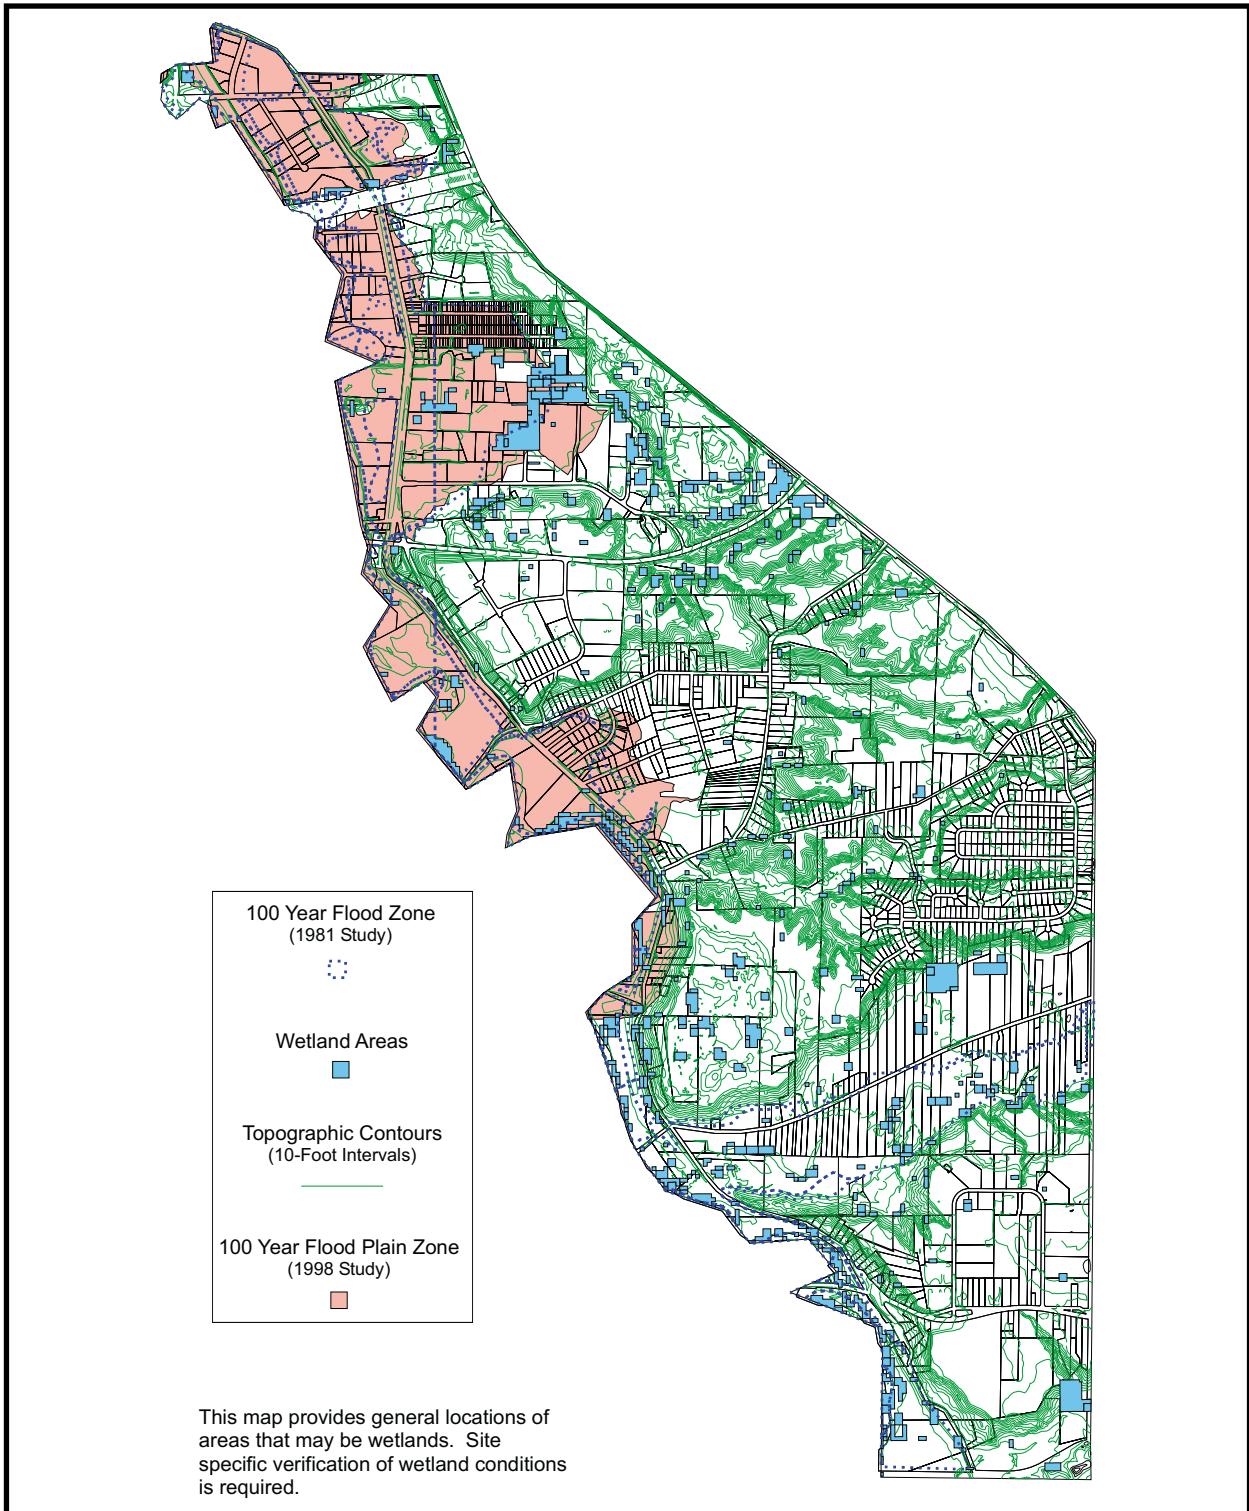 100 Year Flood Zone
(1981 Study)
Wetland Areas
Topographic Contours
(10-Foot Intervals)
100 Year Flood Plain Zone
(1998 Study)
This map provides general locations of
areas that may be wetlands.  Site
specific verification of wetland conditions
is required.